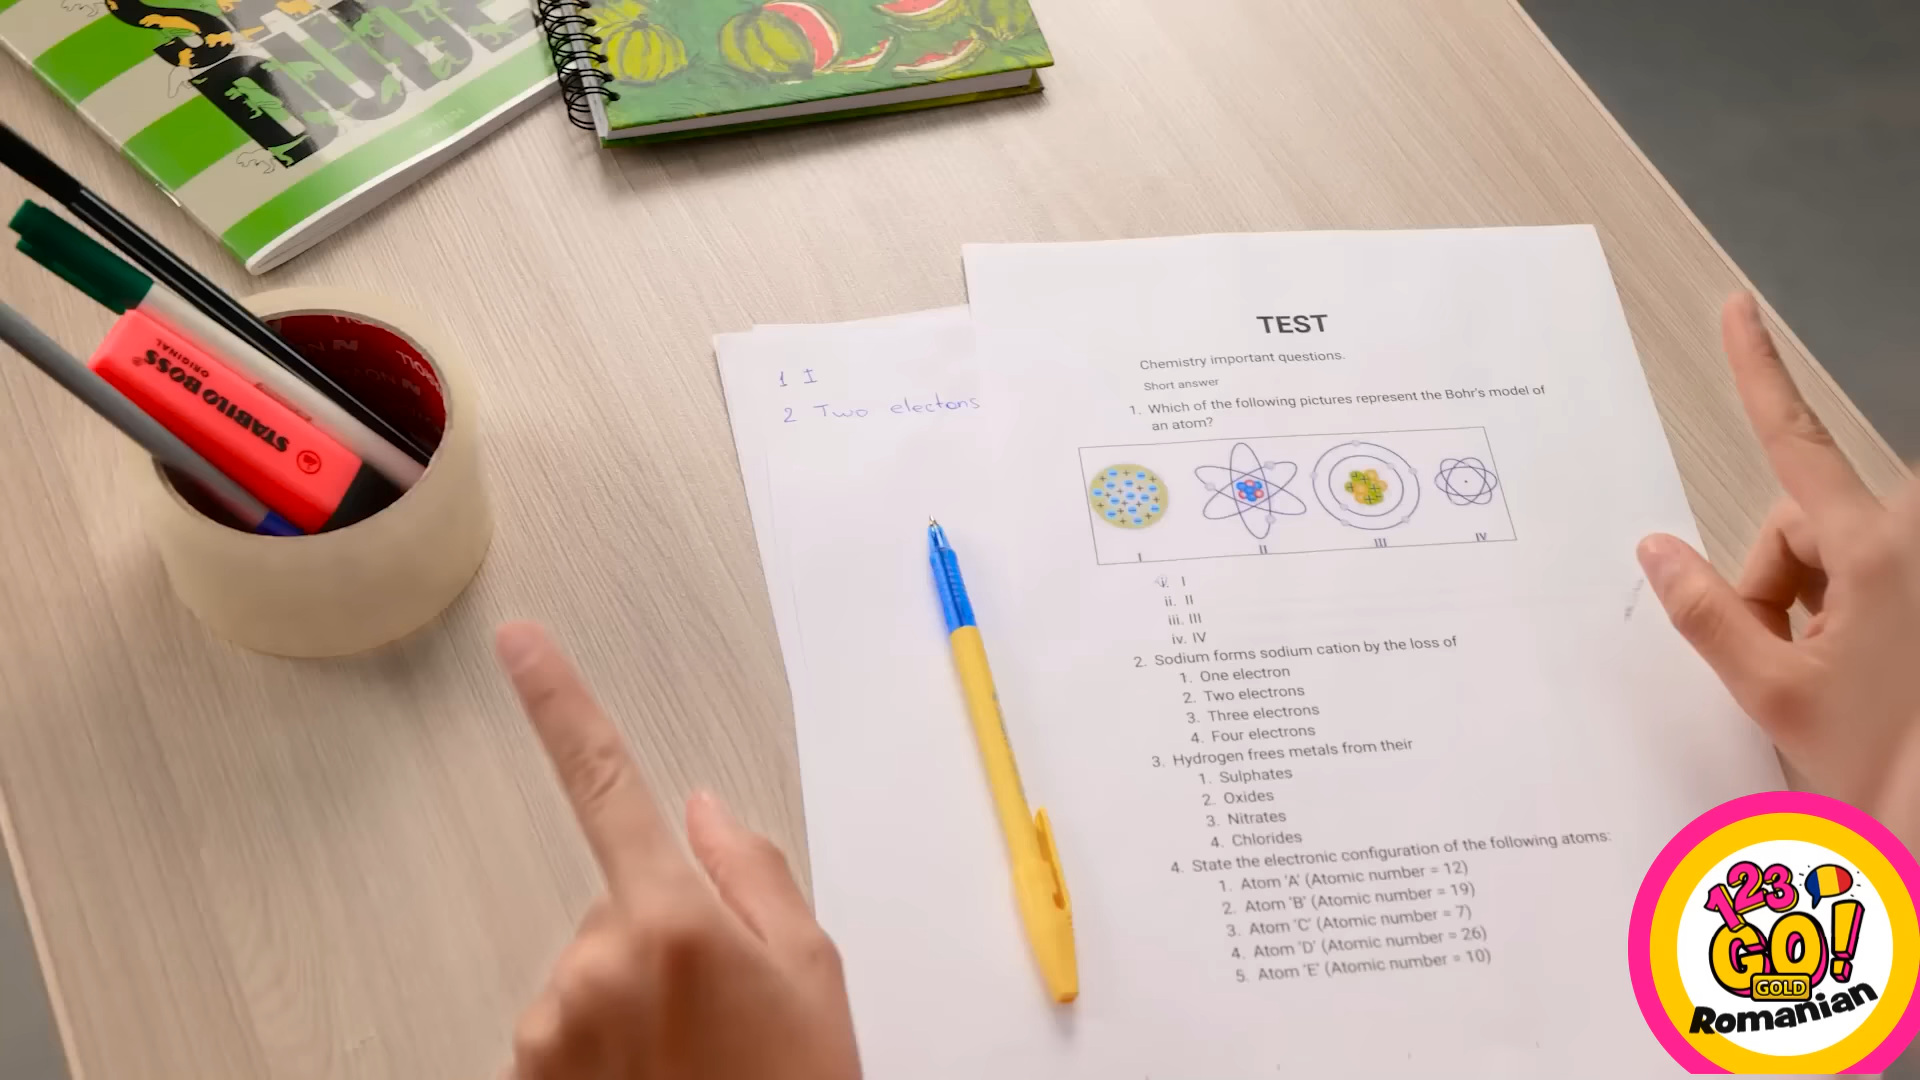 STABILO BOSS
ORIGINAL
1 I
2 Two electons
TEST
Chemistry important questions.
Short answer
1. Which of the following pictures represent the Bohr's model of
an atom?
I II III IV
i. I
ii. II
iii. III
iv. IV
2. Sodium forms sodium cation by the loss of
1. One electron
2. Two electrons
3. Three electrons
4. Four electrons
3. Hydrogen frees metals from their
1. Sulphates
2. Oxides
3. Nitrates
4. Chlorides
4. State the electronic configuration of the following atoms:
1. Atom 'A' (Atomic number = 12)
2. Atom 'B' (Atomic number = 19)
3. Atom 'C' (Atomic number = 7)
4. Atom 'D' (Atomic number = 26)
5. Atom 'E' (Atomic number = 10)
123
GO!
GOLD
Romanian